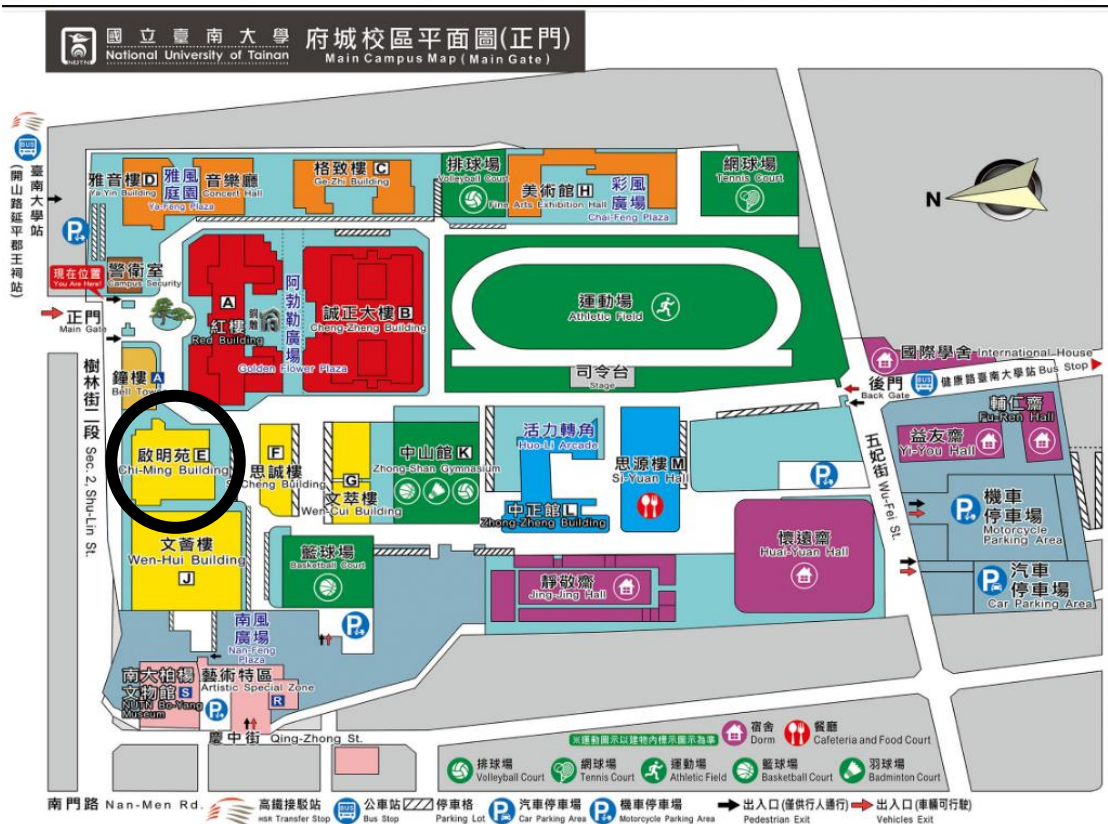 國立臺南大學
National University of Tainan
NUTN
府城校區平面圖(正門)
Main Campus Map (Main Gate)
BUS
臺南大學站
(開山路延平郡王祠站)
雅音樓 D
Ya-Yin Building
雅風庭園
Ya-Feng Plaza
音樂廳
Concert Hall
格致樓 C
Ge-Zhi Building
排球場
Volleyball Court
美術館 H
Fine Arts Exhibition Hall
彩風廣場
Chai-Feng Plaza
網球場
Tennis Court
N
P
警衛室
Campus Security
現在位置
You Are Here!
正門
Main Gate
A
紅樓
Red Building
銅雕
阿勃勒廣場
Golden Flower Plaza
誠正大樓 B
Cheng-Zheng Building
運動場
Athletic Field
司令台
Stage
國際學舍 International House
後門
Back Gate
BUS
健康路臺南大學站 Bus Stop
鐘樓 A
Bell Tow
樹林街二段 Sec. 2, Shu-Lin St.
啟明苑 E
Chi-Ming Building
F
思誠樓
Cheng Building
G
文萃樓
Wen-Cui Building
中山館 K
Zhong-Shan Gymnasium
活力轉角
Huo-Li Arcade
中正館 L
Zhong-Zheng Building
思源樓 M
Si-Yuan Hall
P
五妃街 Wu-Fei St.
輔仁齋
Fu-Ren Hall
益友齋
Yi-You Hall
P
機車停車場
Motorcycle Parking Area
P
汽車停車場
Car Parking Area
文薈樓
Wen-Hui Building
J
籃球場
Basketball Court
P
靜敬齋
Jing-Jing Hall
懷遠齋
Huai-Yuan Hall
南風廣場
Nan-Feng Plaza
南大柏楊文物館 S
NUTN Bo-Yang Museum
藝術特區
Artistic Special Zone
R
P
慶中街 Qing-Zhong St.
※運動圖示以建物內標示圖示為準
宿舍
Dorm
餐廳
Cafeteria and Food Court
排球場
Volleyball Court
網球場
Tennis Court
運動場
Athletic Field
籃球場
Basketball Court
羽球場
Badminton Court
南門路 Nan-Men Rd.
高鐵接駁站
HSR Transfer Stop
BUS
公車站
Bus Stop
停車格
Parking Lot
P
汽車停車場
Car Parking Area
P
機車停車場
Motorcycle Parking Area
出入口(僅供行人通行)
Pedestrian Exit
出入口(車輛可行駛)
Vehicles Exit